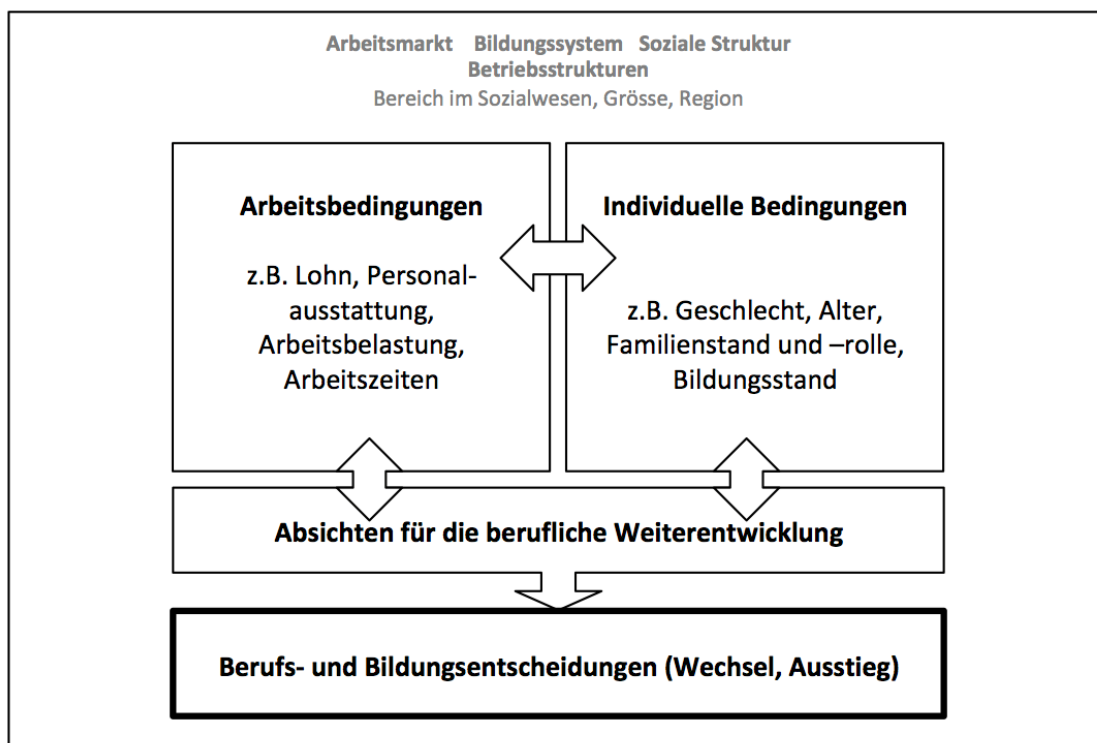 Arbeitsmarkt Bildungssystem Soziale Struktur
Betriebsstrukturen
Bereich im Sozialwesen, Grösse, Region
Arbeitsbedingungen
z.B. Lohn, Personal-
ausstattung,
Arbeitsbelastung,
Arbeitszeiten
Individuelle Bedingungen
z.B. Geschlecht, Alter,
Familienstand und –rolle,
Bildungsstand
Absichten für die berufliche Weiterentwicklung
Berufs- und Bildungsentscheidungen (Wechsel, Ausstieg)